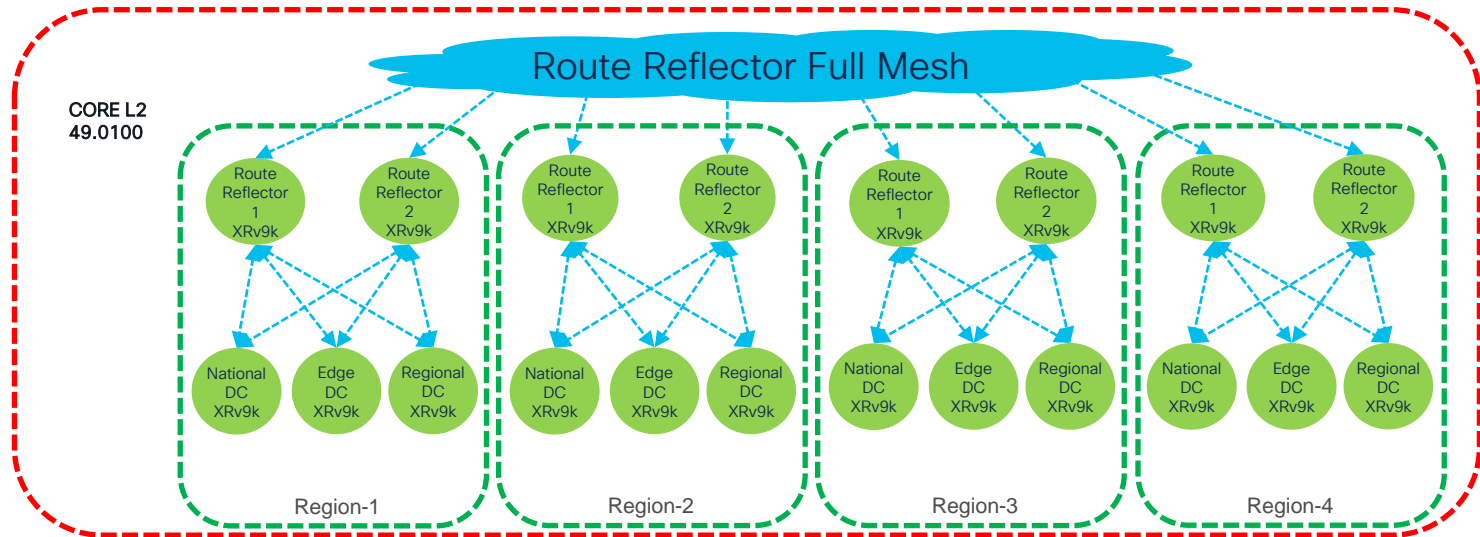 Route Reflector Full Mesh
CORE L2
49.0100
Route
Reflector
1
XRv9k
Route
Reflector
2
XRv9k
National
DC
XRv9k
Edge
DC
XRv9k
Regional
DC
XRv9k
Region-1
Route
Reflector
1
XRv9k
Route
Reflector
2
XRv9k
National
DC
XRv9k
Edge
DC
XRv9k
Regional
DC
XRv9k
Region-2
Route
Reflector
1
XRv9k
Route
Reflector
2
XRv9k
National
DC
XRv9k
Edge
DC
XRv9k
Regional
DC
XRv9k
Region-3
Route
Reflector
1
XRv9k
Route
Reflector
2
XRv9k
National
DC
XRv9k
Edge
DC
XRv9k
Regional
DC
XRv9k
Region-4